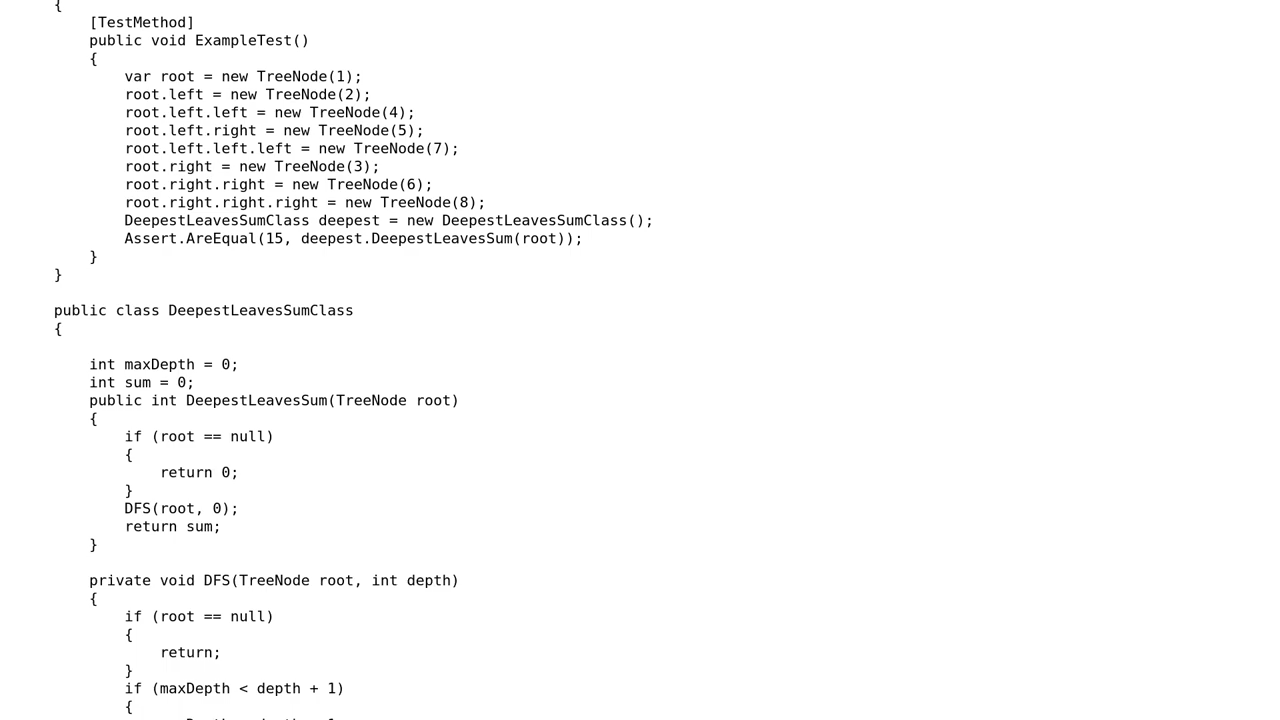 {
[TestMethod]
public void ExampleTest()
{
var root = new TreeNode(1);
root.left = new TreeNode(2);
root.left.left = new TreeNode(4);
root.left.right = new TreeNode(5);
root.left.left.left = new TreeNode(7);
root.right = new TreeNode(3);
root.right.right = new TreeNode(6);
root.right.right.right = new TreeNode(8);
DeepestLeavesSumClass deepest = new DeepestLeavesSumClass();
Assert.AreEqual(15, deepest.DeepestLeavesSum(root));
}
}
public class DeepestLeavesSumClass
{
int maxDepth = 0;
int sum = 0;
public int DeepestLeavesSum(TreeNode root)
{
if (root == null)
{
return 0;
}
DFS(root, 0);
return sum;
}
private void DFS(TreeNode root, int depth)
{
if (root == null)
{
return;
}
if (maxDepth < depth + 1)
{